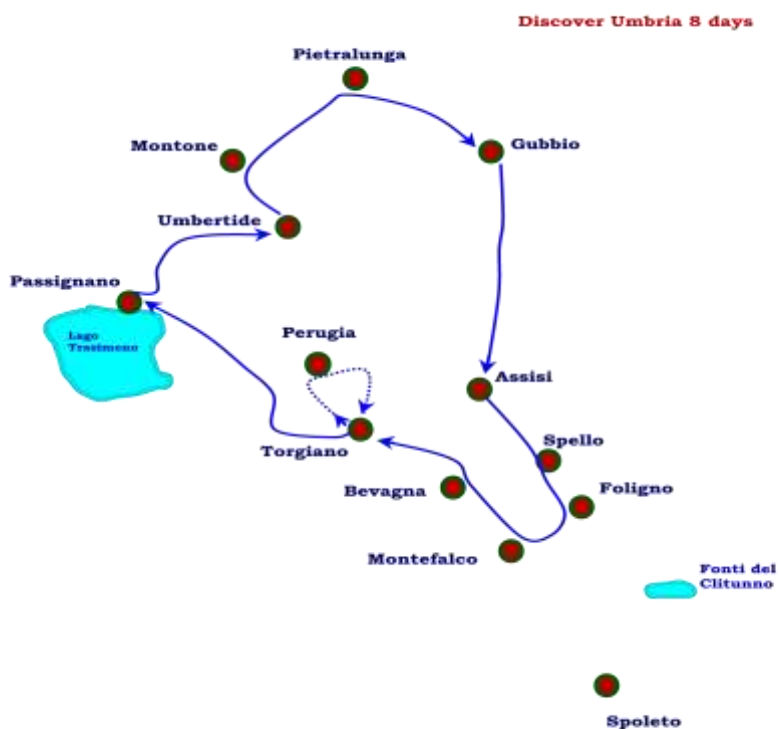 Discover Umbria 8 days
Pietralunga
Montone
Gubbio
Umbertide
Passignano
Lago
Trasimeno
Perugia
Assisi
Torgiano
Spello
Bevagna
Foligno
Montefalco
Fonti del
Clitunno
Spoleto